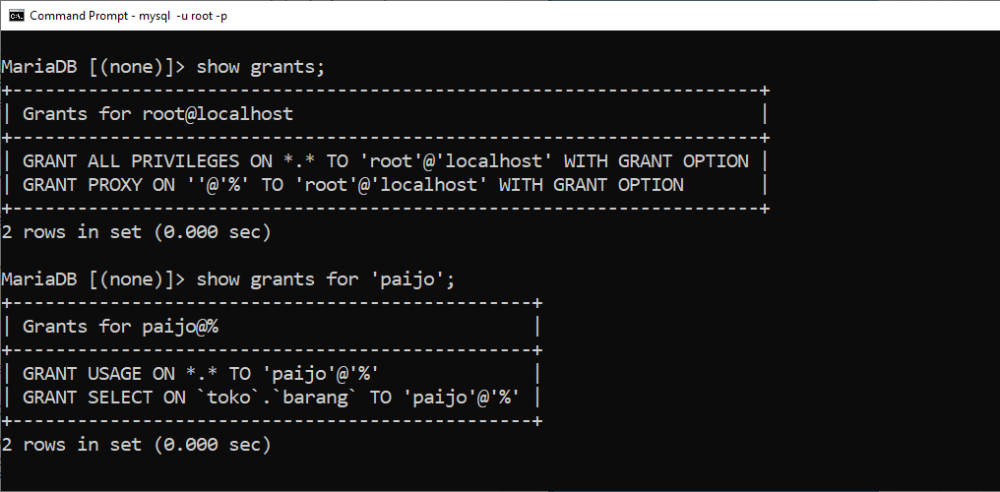 Command Prompt - mysql  -u root -p
MariaDB [(none)]> show grants;
+---------------------------------------------------------------------+
| Grants for root@localhost                                           |
+---------------------------------------------------------------------+
| GRANT ALL PRIVILEGES ON *.* TO 'root'@'localhost' WITH GRANT OPTION |
| GRANT PROXY ON ''@'%' TO 'root'@'localhost' WITH GRANT OPTION       |
+---------------------------------------------------------------------+
2 rows in set (0.000 sec)
MariaDB [(none)]> show grants for 'paijo';
+------------------------------------------------+
| Grants for paijo@%                             |
+------------------------------------------------+
| GRANT USAGE ON *.* TO 'paijo'@'%'              |
| GRANT SELECT ON `toko`.`barang` TO 'paijo'@'%' |
+------------------------------------------------+
2 rows in set (0.000 sec)